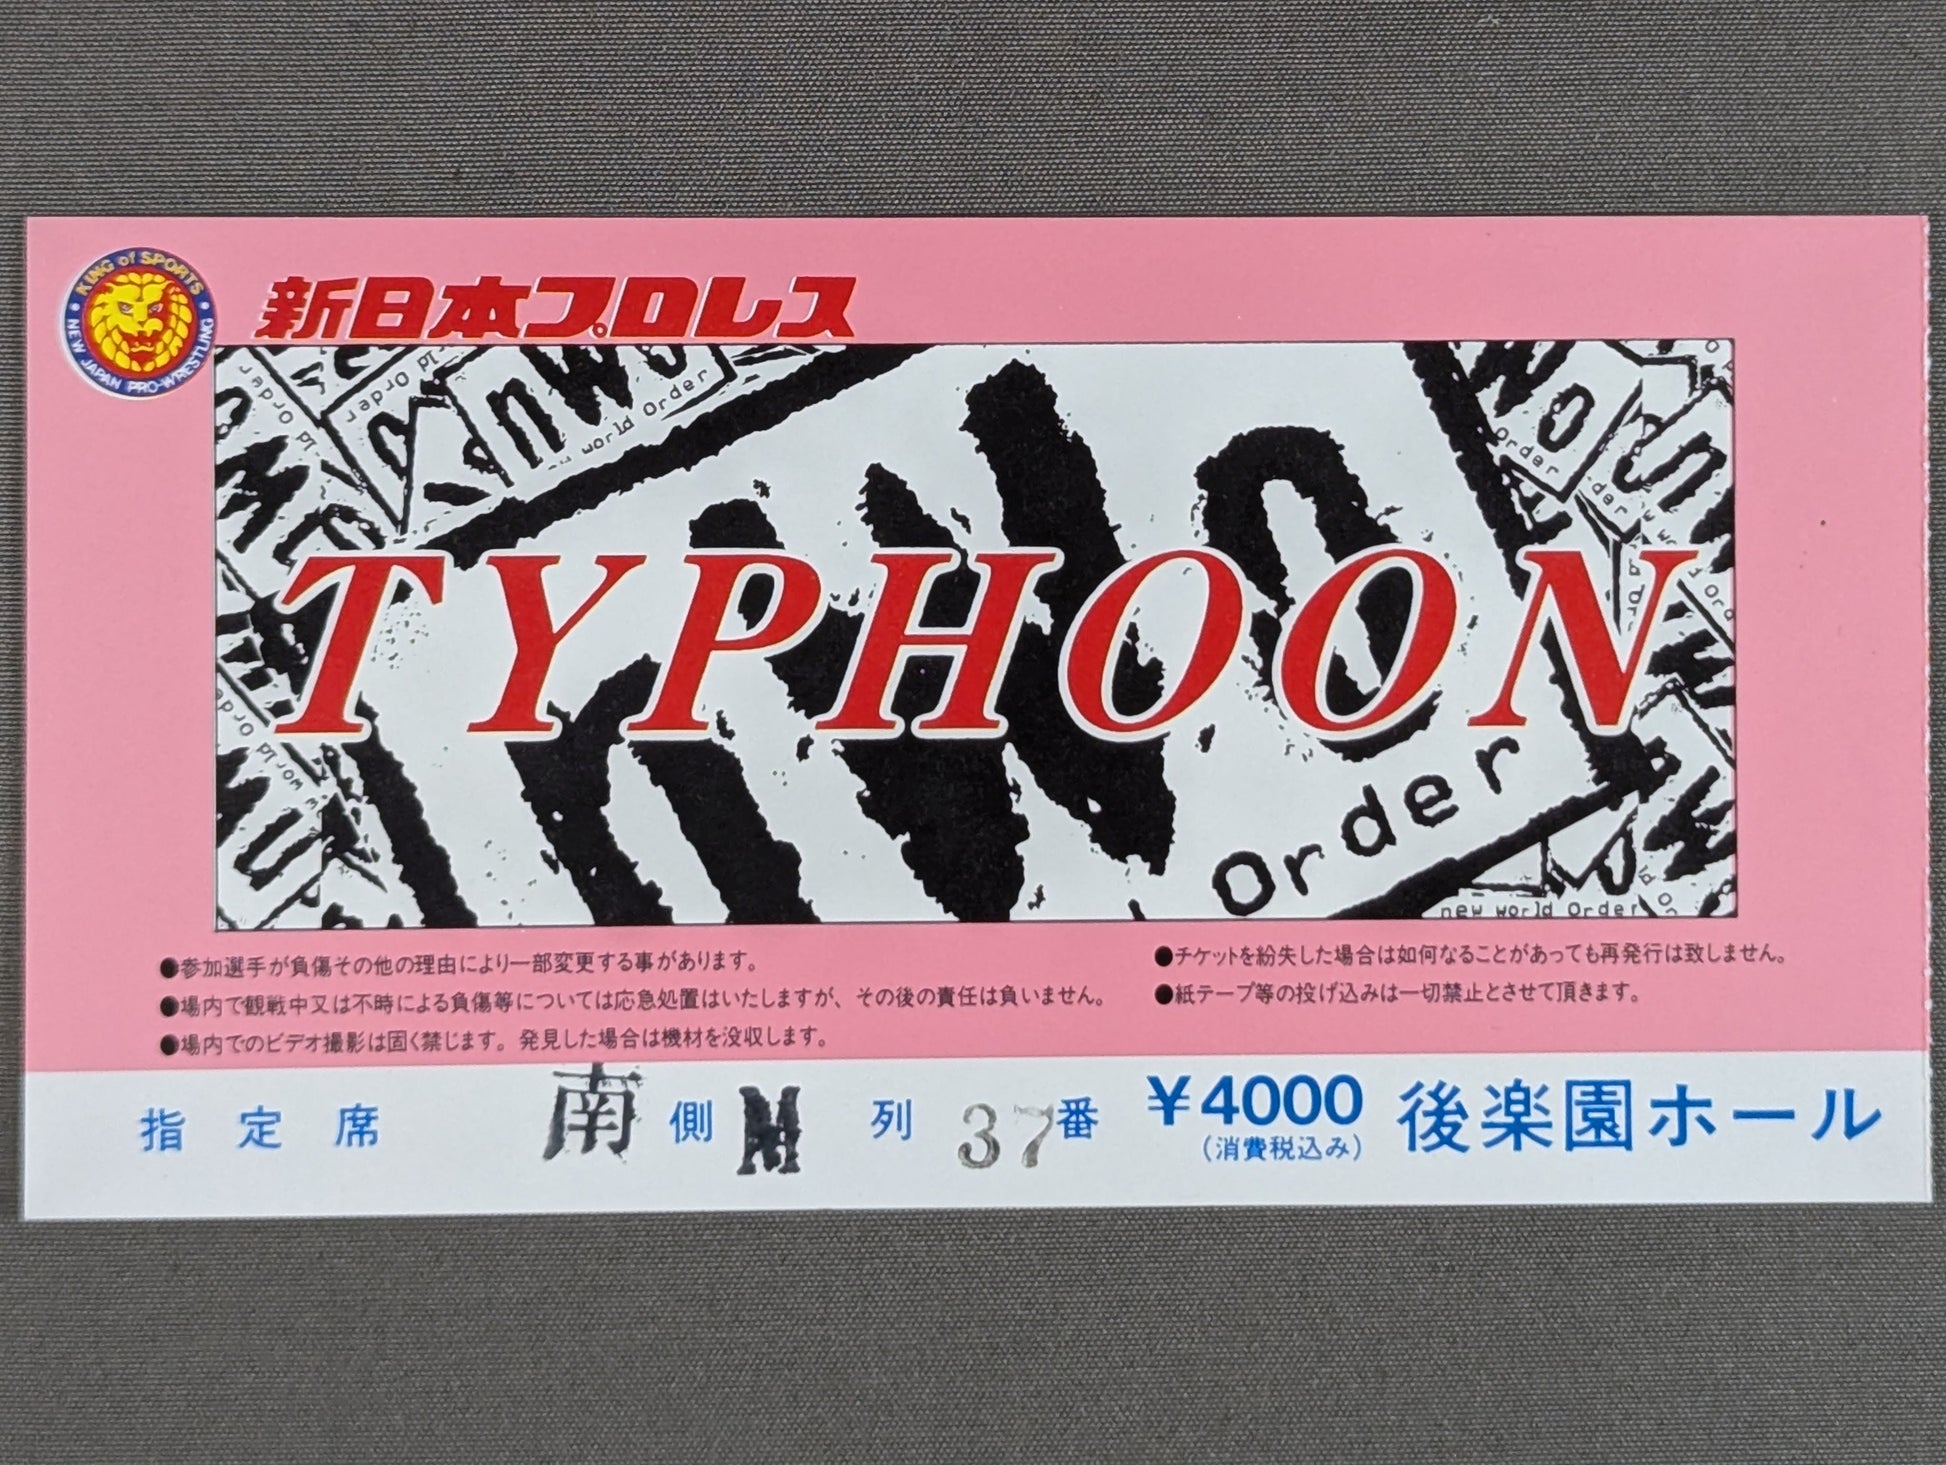 KING of SPORTS
NEW JAPAN PRO-WRESTLING
新日本プロレス
nWo
world Order
TYPHOON
nWo
Order
new world Order
●参加選手が負傷その他の理由により一部変更する事があります。
●場内で観戦中又は不時による負傷等については応急処置はいたしますが、その後の責任は負いません。
●場内でのビデオ撮影は固く禁じます。発見した場合は機材を没収します。
●チケットを紛失した場合は如何なることがあっても再発行は致しません。
●紙テープ等の投げ込みは一切禁止とさせて頂きます。
指定席 南側 M列 37番 ¥4000 後楽園ホール
(消費税込み)